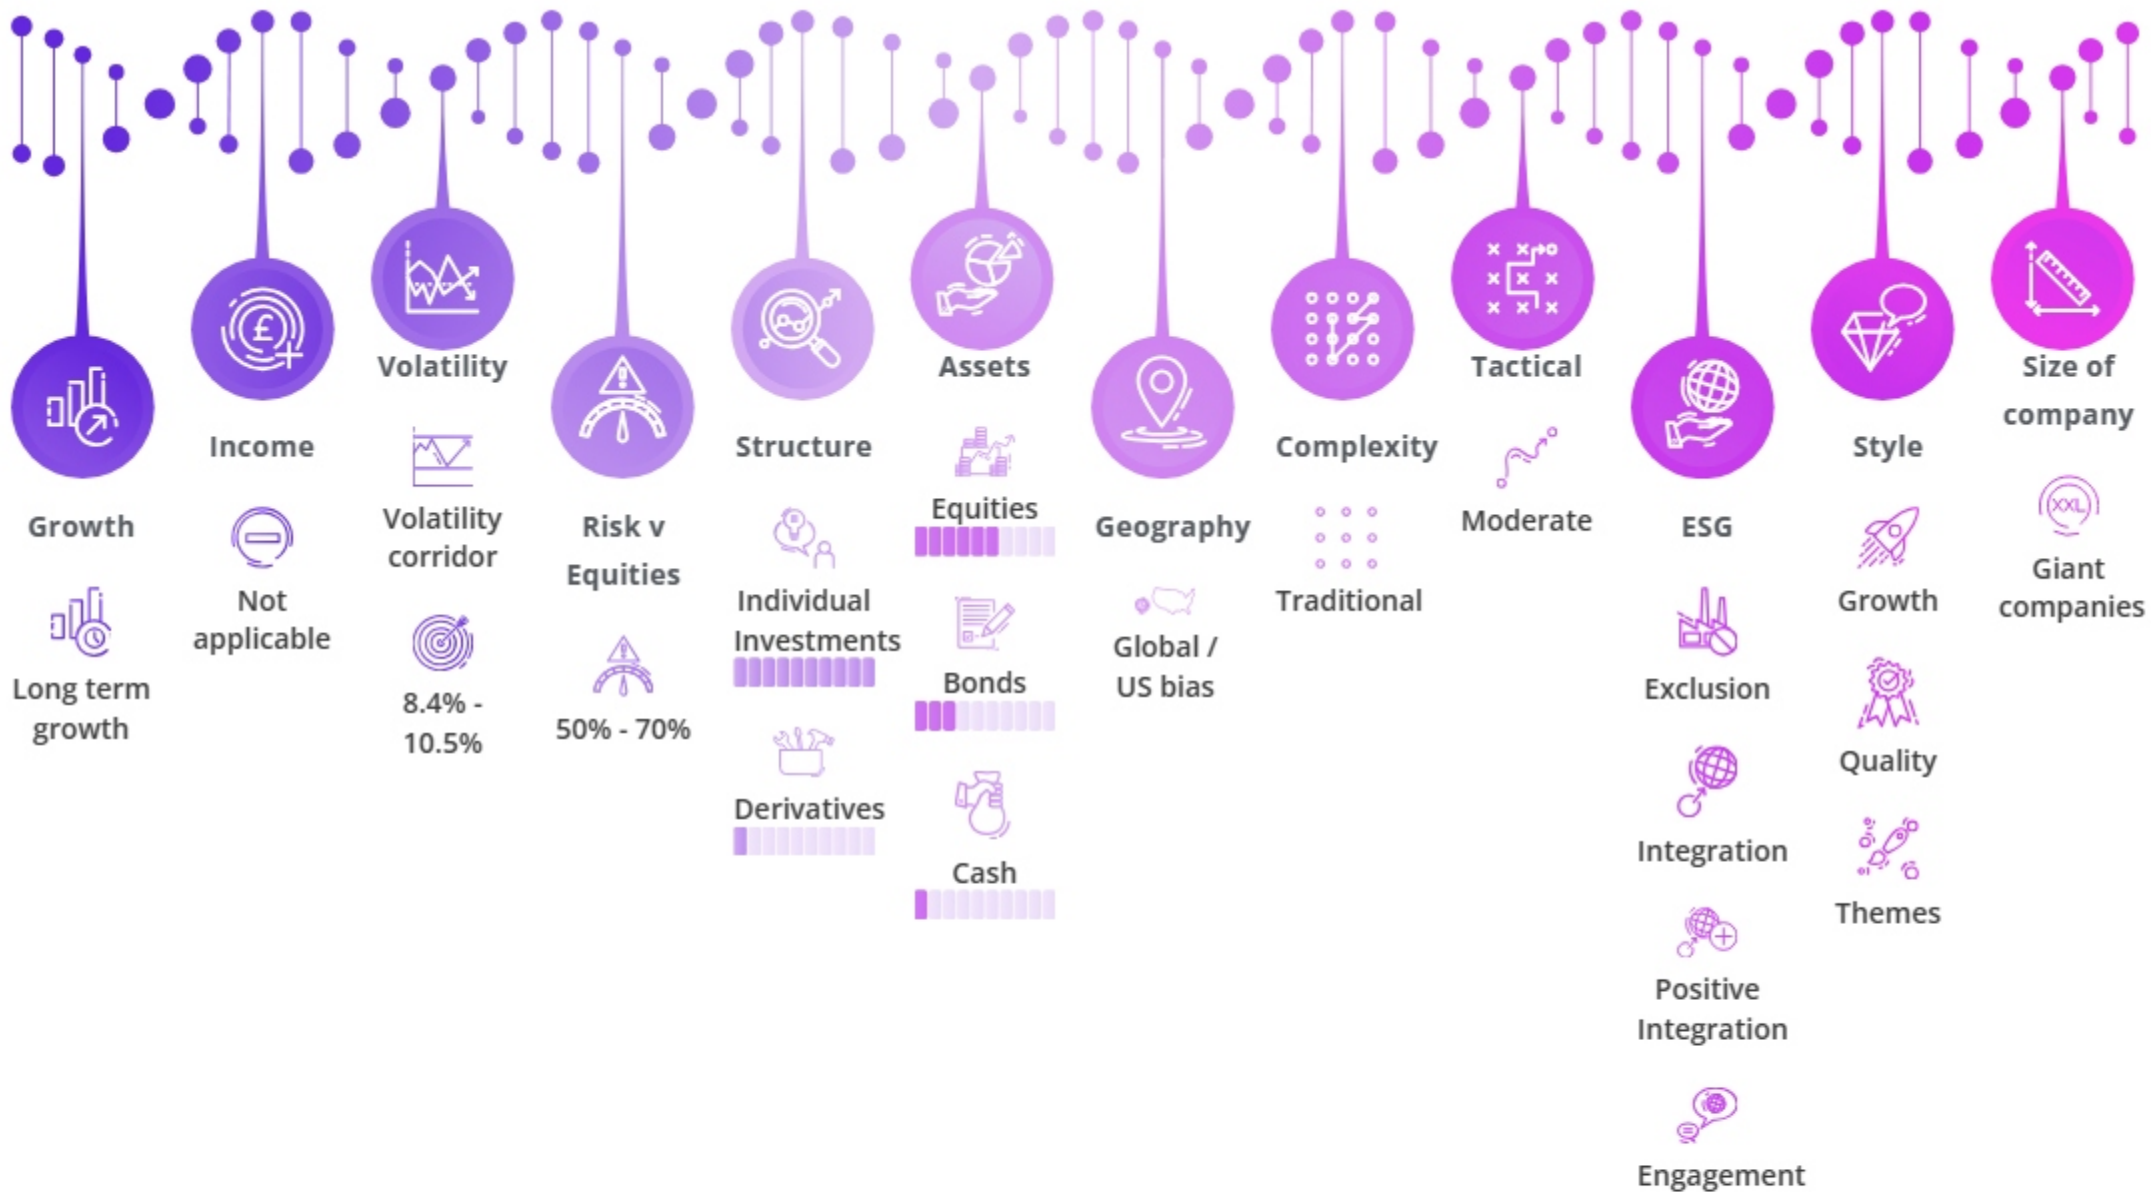 Growth
Long term
growth
£
Income
Not
applicable
Volatility
Volatility
corridor
8.4% -
10.5%
Risk v
Equities
50% - 70%
Structure
Individual
Investments
Derivatives
Assets
Equities
Bonds
Cash
Geography
Global /
US bias
Complexity
Traditional
Tactical
Moderate
ESG
Exclusion
Integration
Positive
Integration
Engagement
Style
Growth
Quality
Themes
Size of
company
XXL
Giant
companies